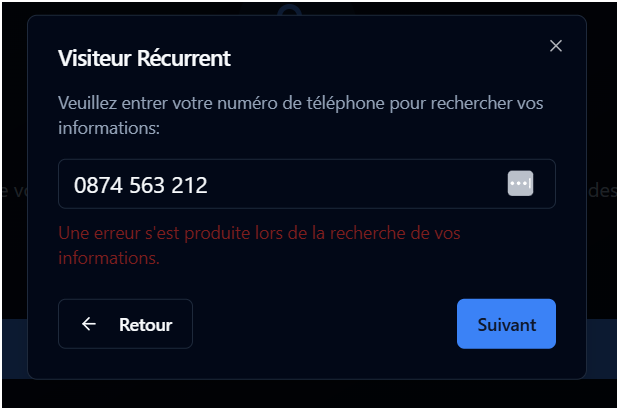 Visiteur Récurrent
Veuillez entrer votre numéro de téléphone pour rechercher vos
informations:
0874 563 212
Une erreur s'est produite lors de la recherche de vos
informations.
Retour
Suivant